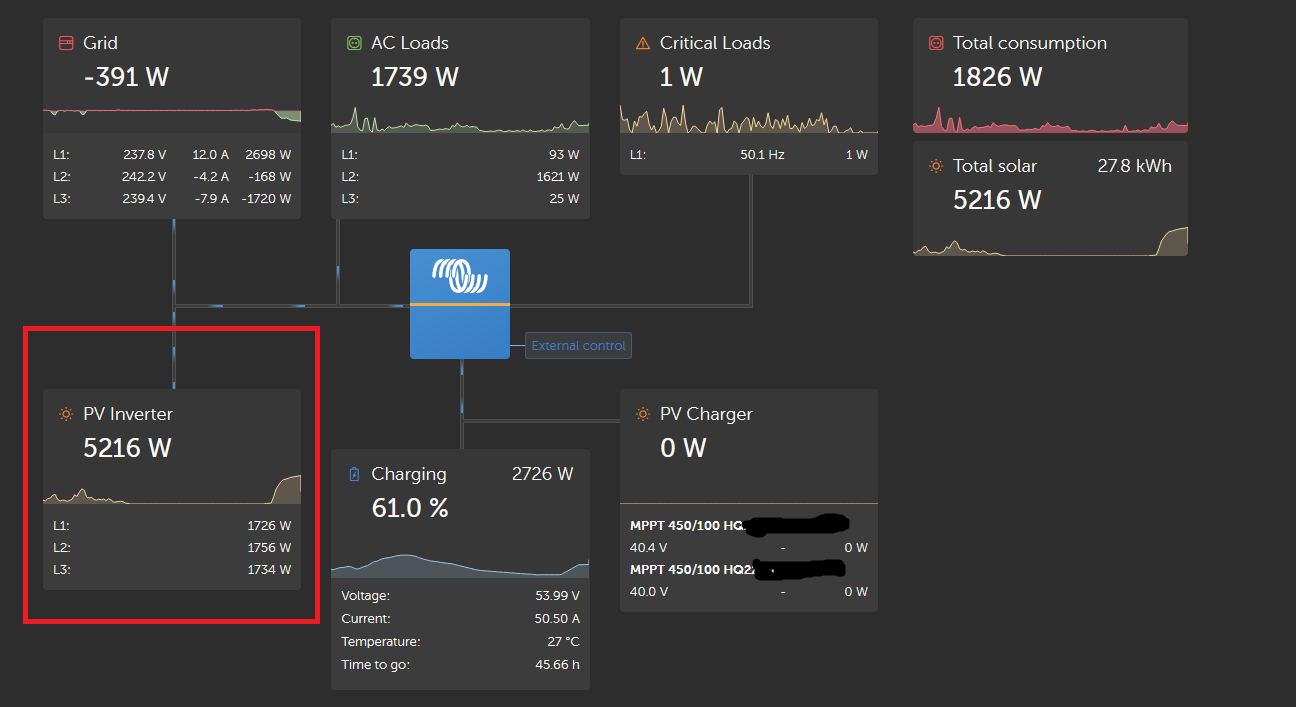 Grid
-391 W
L1: 237.8 V 12.0 A 2698 W
L2: 242.2 V -4.2 A -168 W
L3: 239.4 V -7.9 A -1720 W
AC Loads
1739 W
L1: 93 W
L2: 1621 W
L3: 25 W
Critical Loads
1 W
L1: 50.1 Hz 1 W
Total consumption
1826 W
Total solar 27.8 kWh
5216 W
External control
PV Inverter
5216 W
L1: 1726 W
L2: 1756 W
L3: 1734 W
Charging 2726 W
61.0 %
Voltage: 53.99 V
Current: 50.50 A
Temperature: 27 °C
Time to go: 45.66 h
PV Charger
0 W
MPPT 450/100
40.4 V - 0 W
MPPT 450/100
40.0 V - 0 W